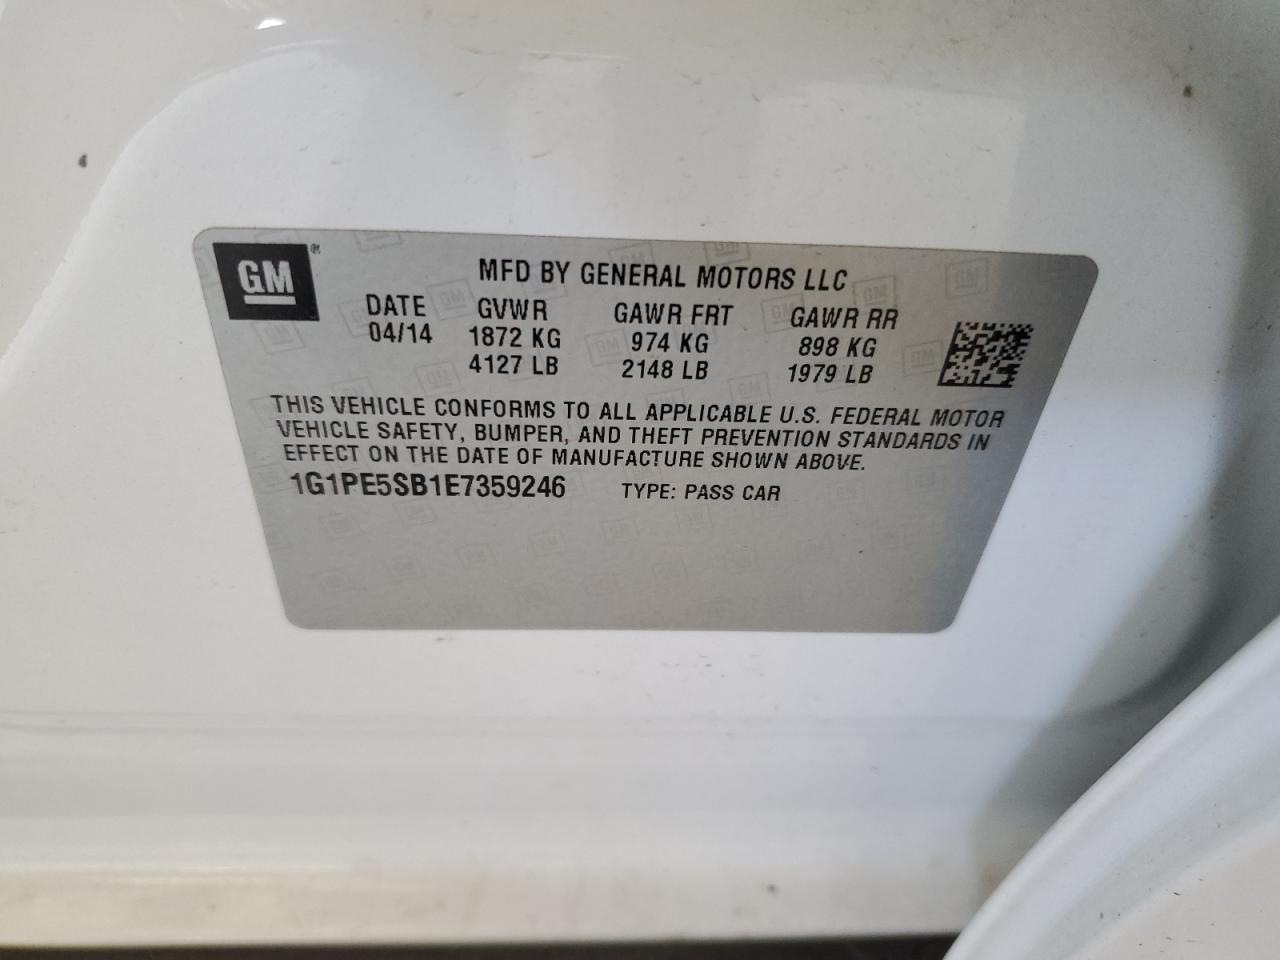 GM ®
MFD BY GENERAL MOTORS LLC
DATE GVWR GAWR FRT GAWR RR
04/14 1872 KG 974 KG 898 KG
4127 LB 2148 LB 1979 LB
THIS VEHICLE CONFORMS TO ALL APPLICABLE U.S. FEDERAL MOTOR
VEHICLE SAFETY, BUMPER, AND THEFT PREVENTION STANDARDS IN
EFFECT ON THE DATE OF MANUFACTURE SHOWN ABOVE.
1G1PE5SB1E7359246 TYPE: PASS CAR